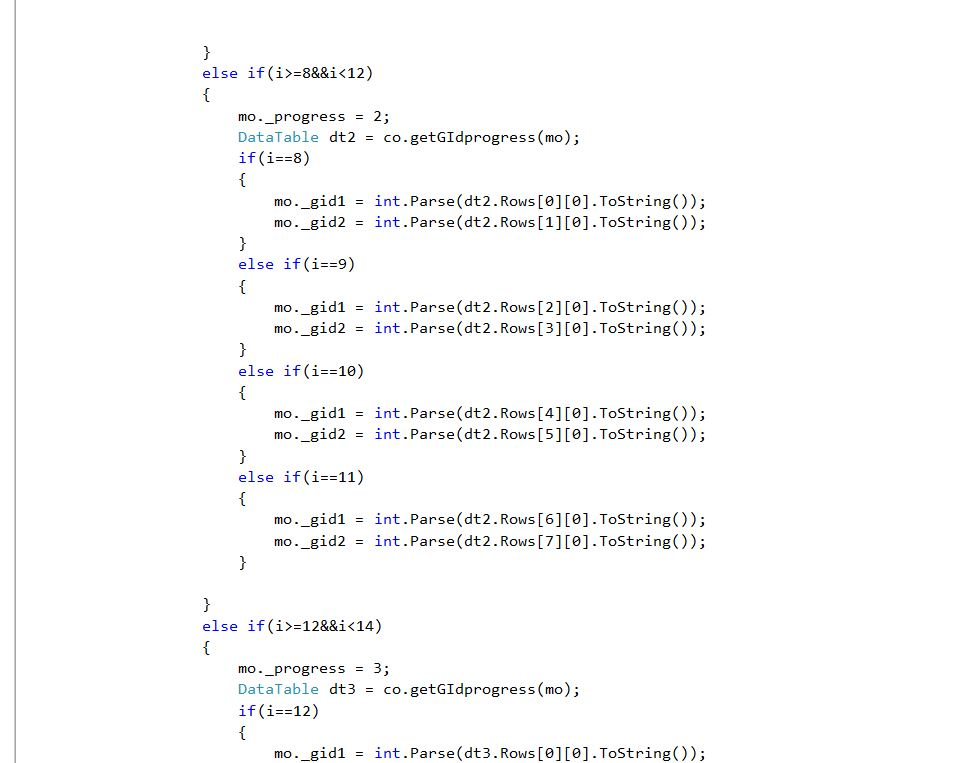 }
else if(i>=8&&i<12)
{
mo._progress = 2;
DataTable dt2 = co.getGIdprogress(mo);
if(i==8)
{
mo._gid1 = int.Parse(dt2.Rows[0][0].ToString());
mo._gid2 = int.Parse(dt2.Rows[1][0].ToString());
}
else if(i==9)
{
mo._gid1 = int.Parse(dt2.Rows[2][0].ToString());
mo._gid2 = int.Parse(dt2.Rows[3][0].ToString());
}
else if(i==10)
{
mo._gid1 = int.Parse(dt2.Rows[4][0].ToString());
mo._gid2 = int.Parse(dt2.Rows[5][0].ToString());
}
else if(i==11)
{
mo._gid1 = int.Parse(dt2.Rows[6][0].ToString());
mo._gid2 = int.Parse(dt2.Rows[7][0].ToString());
}
}
else if(i>=12&&i<14)
{
mo._progress = 3;
DataTable dt3 = co.getGIdprogress(mo);
if(i==12)
{
mo._gid1 = int.Parse(dt3.Rows[0][0].ToString());